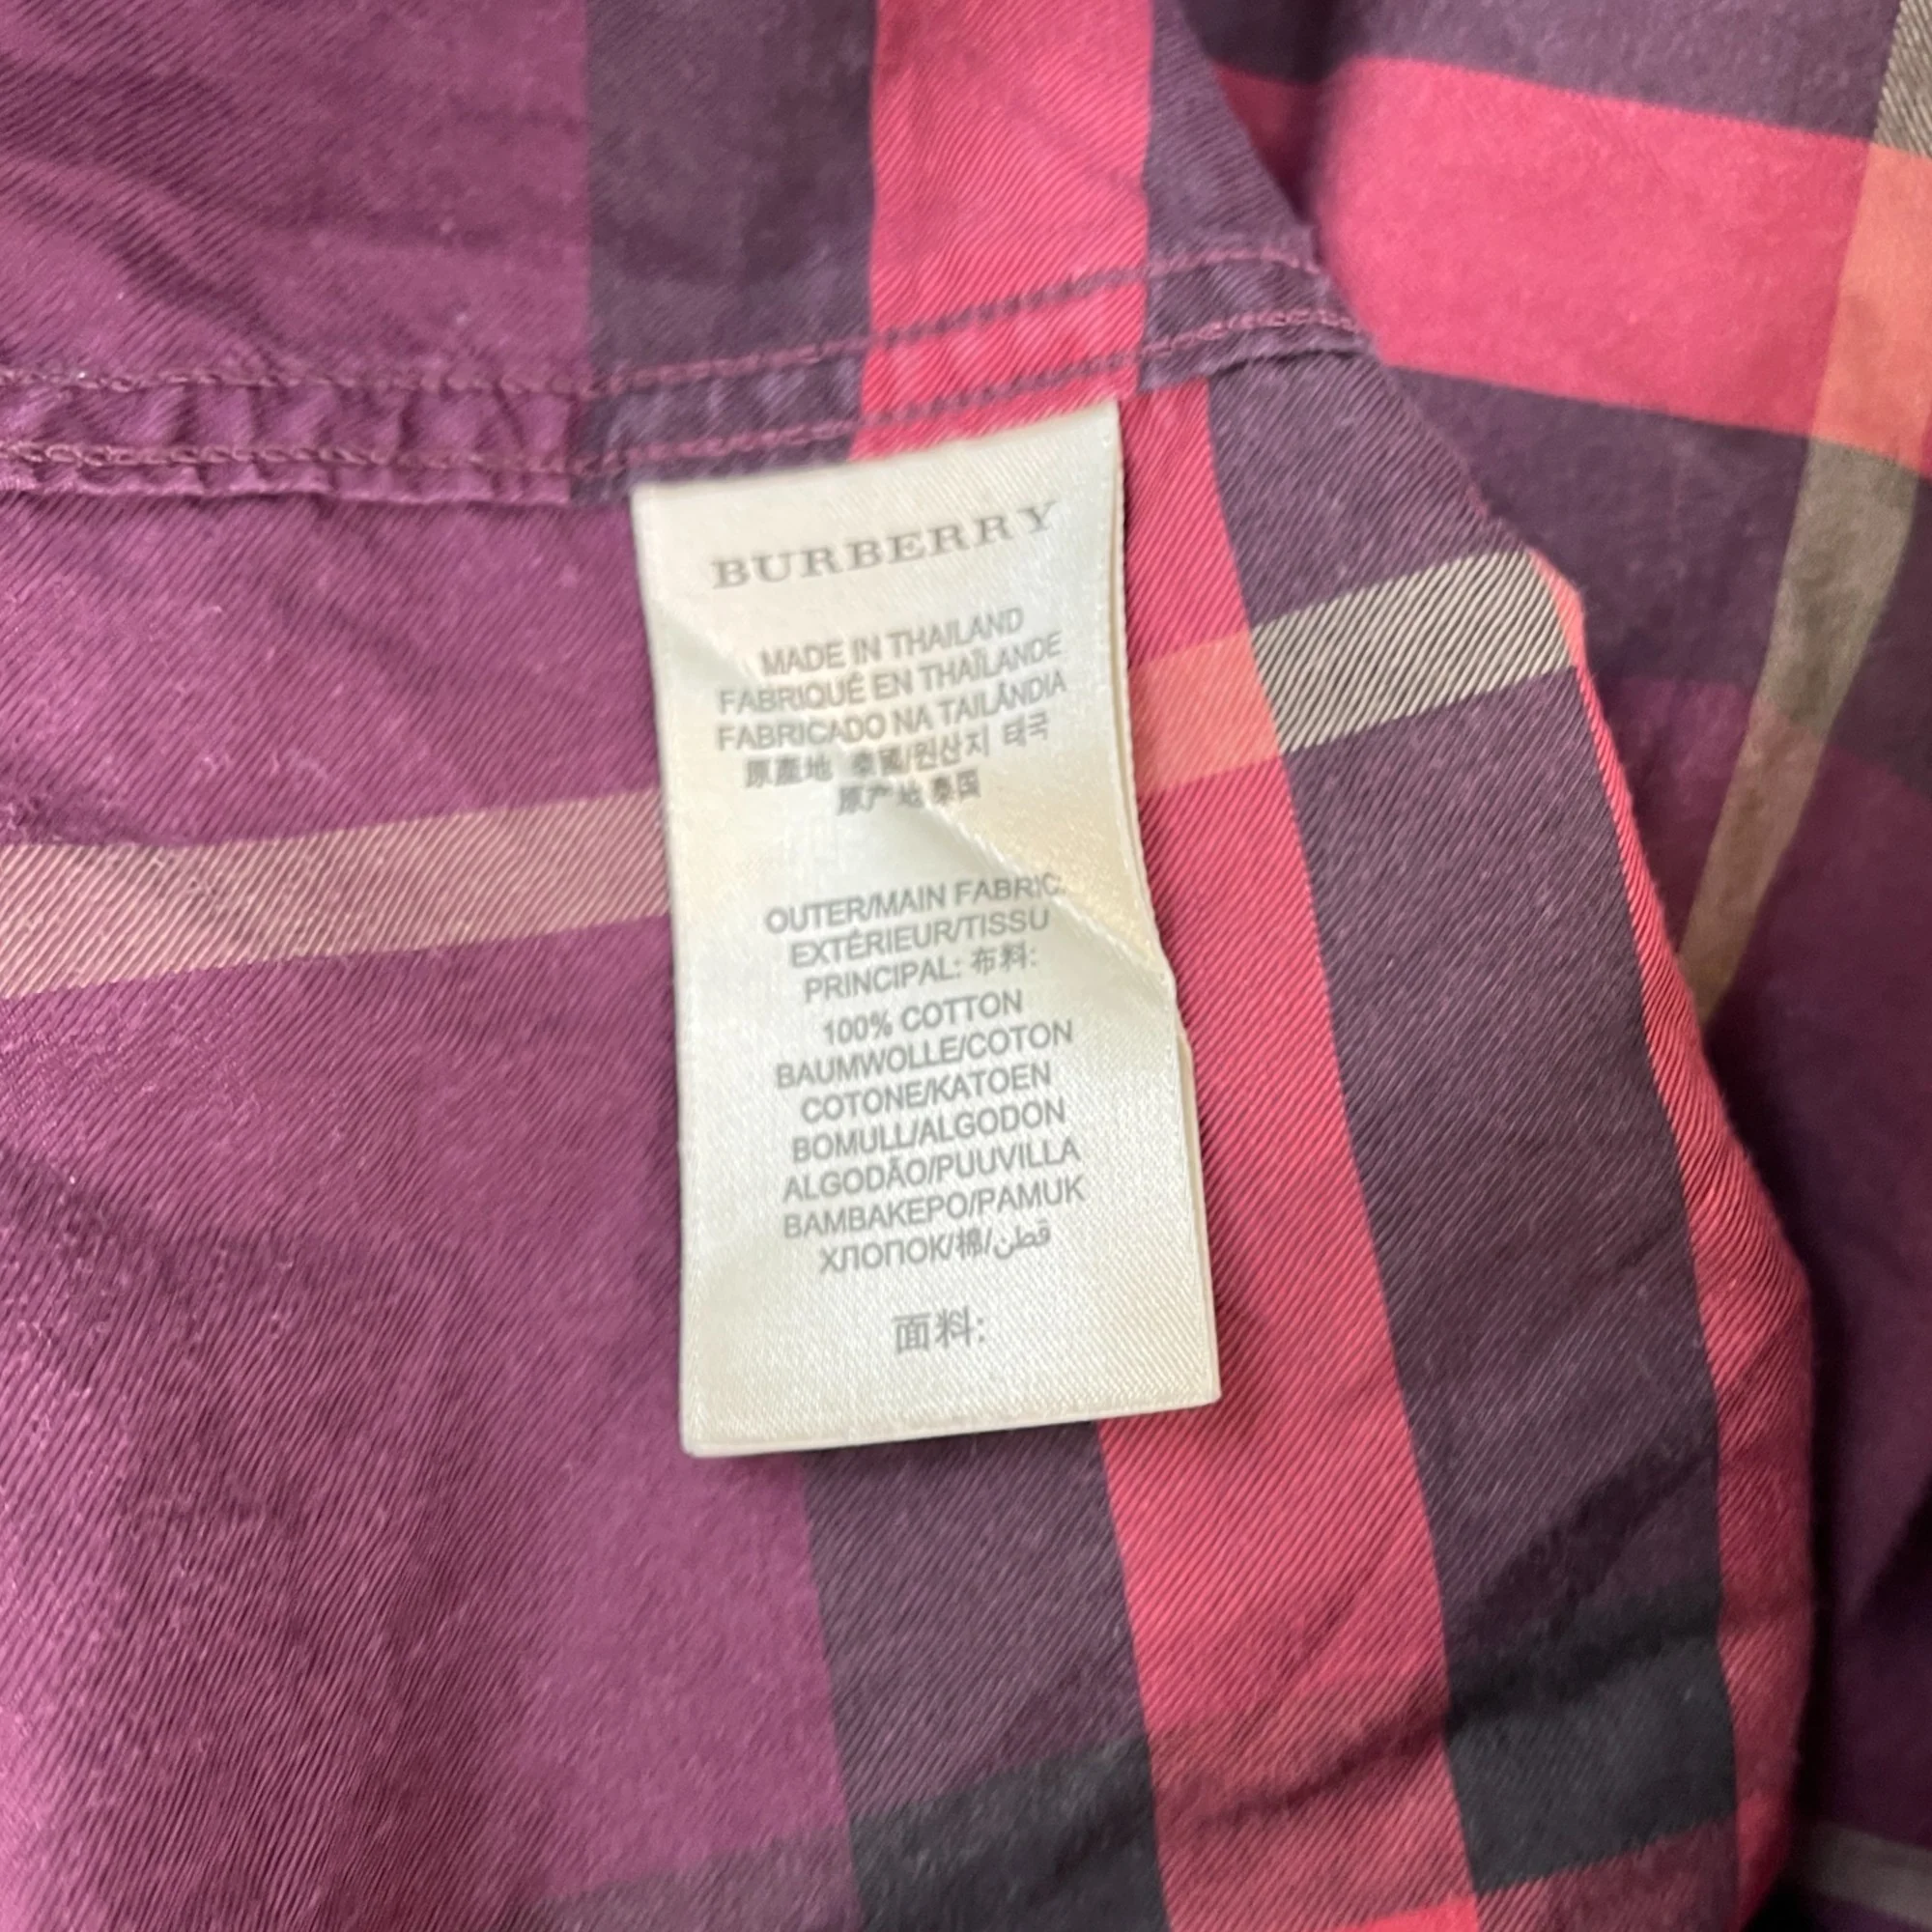 BURBERRY
MADE IN THAILAND
FABRIQUÉ EN THAÏLANDE
FABRICADO NA TAILÂNDIA
原產地 泰國/원산지 태국
原产地 泰国
OUTER/MAIN FABRIC:
EXTÉRIEUR/TISSU
PRINCIPAL: 布料:
100% COTTON
BAUMWOLLE/COTON
COTONE/KATOEN
BOMULL/ALGODON
ALGODÃO/PUUVILLA
BAMBAKEPO/PAMUK
ХЛОПОК/棉/قطن
面料: